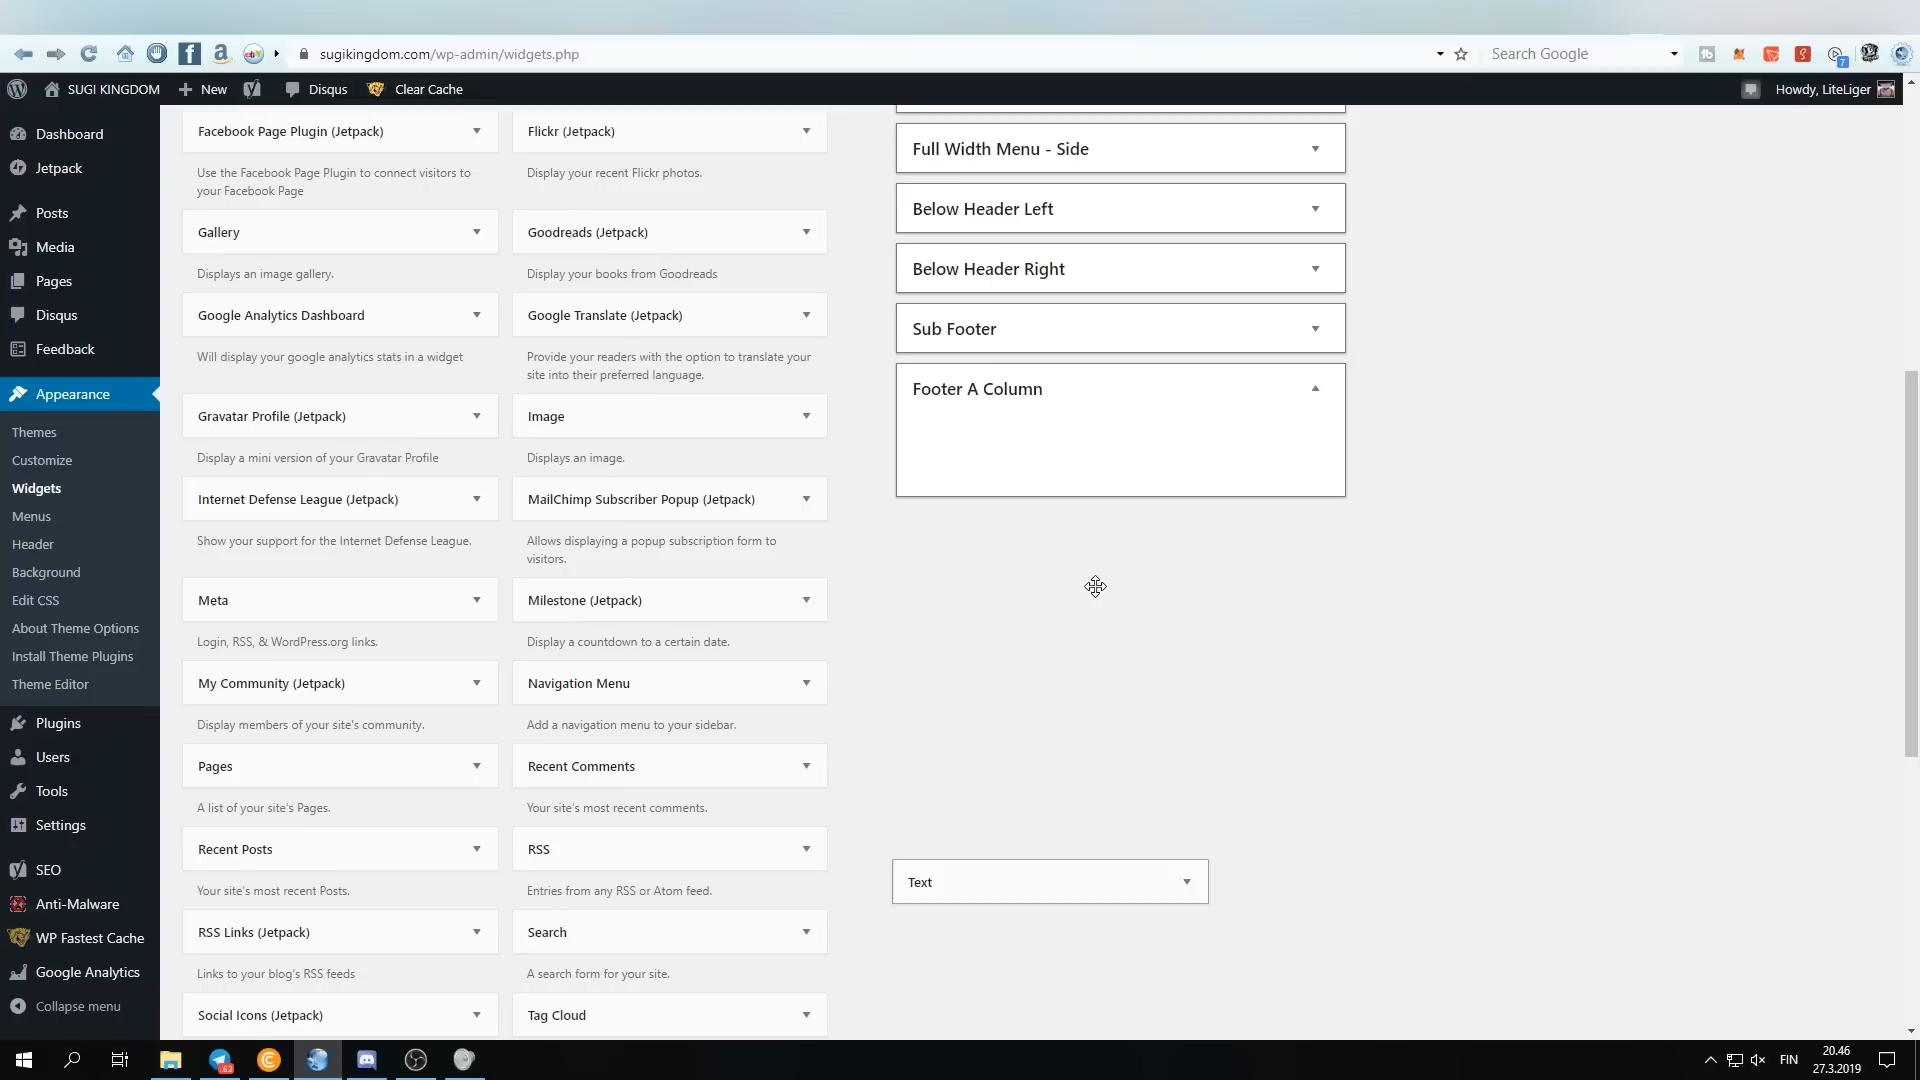 sugikingdom.com/wp-admin/widgets.php
Search Google
7
SUGI KINGDOM
New
Disqus
Clear Cache
Howdy, LiteLiger
Dashboard
Jetpack
Posts
Media
Pages
Disqus
Feedback
Appearance
Themes
Customize
Widgets
Menus
Header
Background
Edit CSS
About Theme Options
Install Theme Plugins
Theme Editor
Plugins
Users
Tools
Settings
SEO
Anti-Malware
WP Fastest Cache
Google Analytics
Collapse menu
Facebook Page Plugin (Jetpack)
Use the Facebook Page Plugin to connect visitors to
your Facebook Page
Flickr (Jetpack)
Display your recent Flickr photos.
Gallery
Displays an image gallery.
Goodreads (Jetpack)
Display your books from Goodreads
Google Analytics Dashboard
Will display your google analytics stats in a widget
Google Translate (Jetpack)
Provide your readers with the option to translate your
site into their preferred language.
Gravatar Profile (Jetpack)
Display a mini version of your Gravatar Profile
Image
Displays an image.
Internet Defense League (Jetpack)
Show your support for the Internet Defense League.
MailChimp Subscriber Popup (Jetpack)
Allows displaying a popup subscription form to
visitors.
Meta
Login, RSS, & WordPress.org links.
Milestone (Jetpack)
Display a countdown to a certain date.
My Community (Jetpack)
Display members of your site's community.
Navigation Menu
Add a navigation menu to your sidebar.
Pages
A list of your site's Pages.
Recent Comments
Your site's most recent comments.
Recent Posts
Your site's most recent Posts.
RSS
Entries from any RSS or Atom feed.
RSS Links (Jetpack)
Links to your blog's RSS feeds
Search
A search form for your site.
Social Icons (Jetpack)
Tag Cloud
Full Width Menu - Side
Below Header Left
Below Header Right
Sub Footer
Footer A Column
Text
62
FIN
20.46
27.3.2019